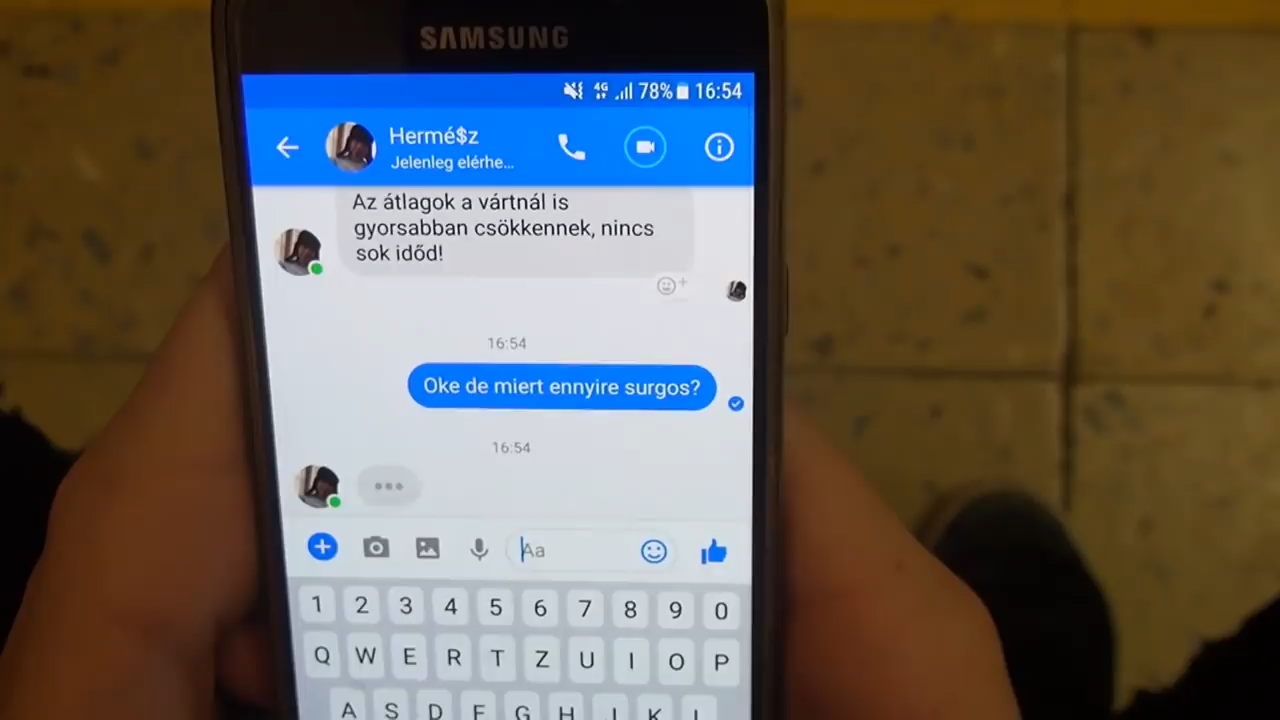 SAMSUNG
4G 78% 16:54
Hermé$z
Jelenleg elérhe...
Az átlagok a vártnál is
gyorsabban csökkennek, nincs
sok időd!
16:54
Oke de miert ennyire surgos?
16:54
Aa
1 2 3 4 5 6 7 8 9 0
Q W E R T Z U I O P
A S D F G H J K L